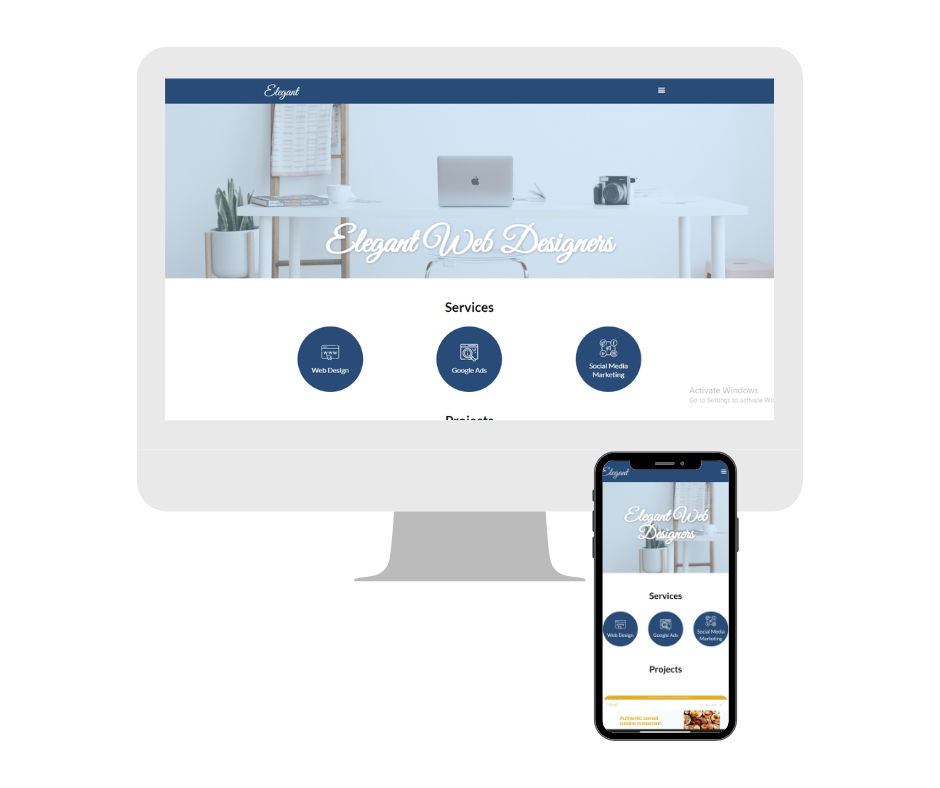 Elegant
Elegant Web Designers
Services
Web Design
Google Ads
Social Media
Marketing
Activate Windows
Go to Settings to activate Wi
Projects
Elegant
Elegant Web
Designers
Services
Web Design
Google Ads
Social Media
Marketing
Projects
Authentic somali
cuisine restaurant.